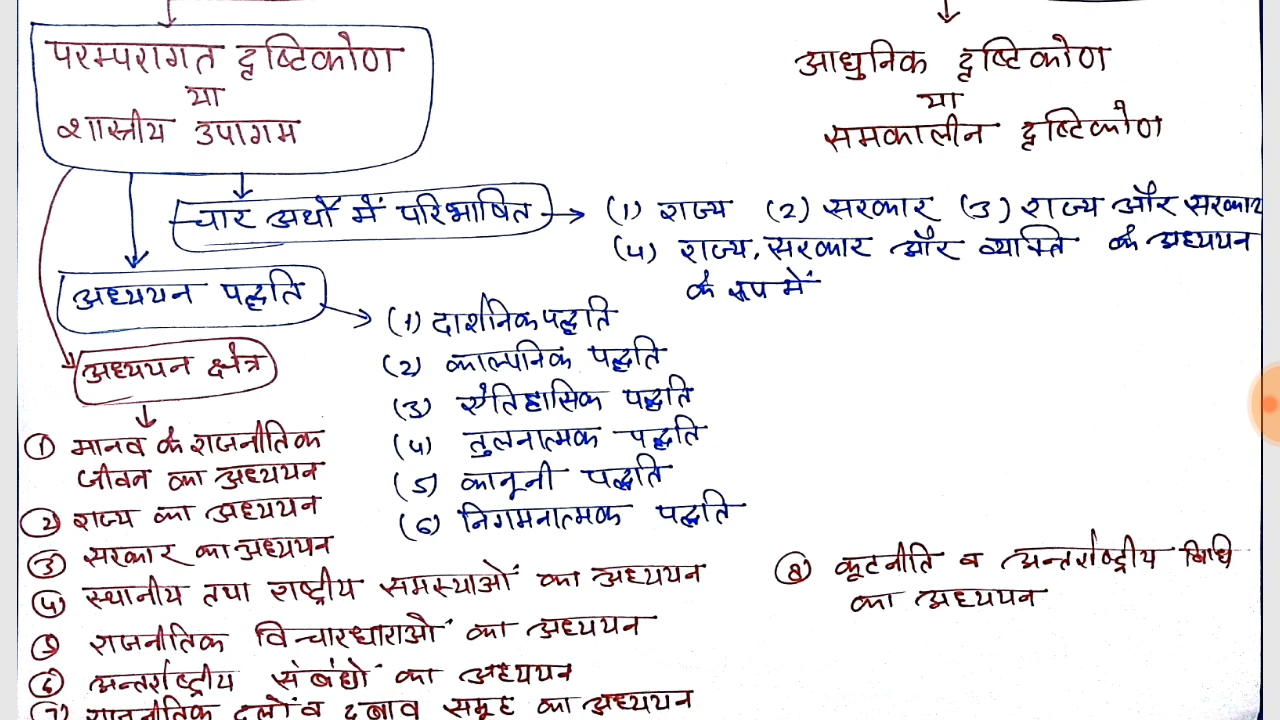 परम्परागत दृष्टिकोण
या
शास्त्रीय उपागम
आधुनिक दृष्टिकोण
या
समकालीन दृष्टिकोण
चार अर्थों में परिभाषित → (1) राज्य (2) सरकार (3) राज्य और सरकार
(4) राज्य, सरकार और व्यक्ति के अध्ययन
के रूप में
अध्ययन पद्धति
(1) दार्शनिक पद्धति
(2) काल्पनिक पद्धति
(3) ऐतिहासिक पद्धति
(4) तुलनात्मक पद्धति
(5) कानूनी पद्धति
(6) निगमनात्मक पद्धति
अध्ययन क्षेत्र
① मानव के राजनीतिक
जीवन का अध्ययन
② राज्य का अध्ययन
③ सरकार का अध्ययन
④ स्थानीय तथा राष्ट्रीय समस्याओं का अध्ययन
⑤ राजनीतिक विचारधाराओं का अध्ययन
⑥ अन्तर्राष्ट्रीय संबंधों का अध्ययन
⑦ राजनीतिक दलों व दबाव समूह का अध्ययन
⑧ कूटनीति व अन्तर्राष्ट्रीय विधि
का अध्ययन